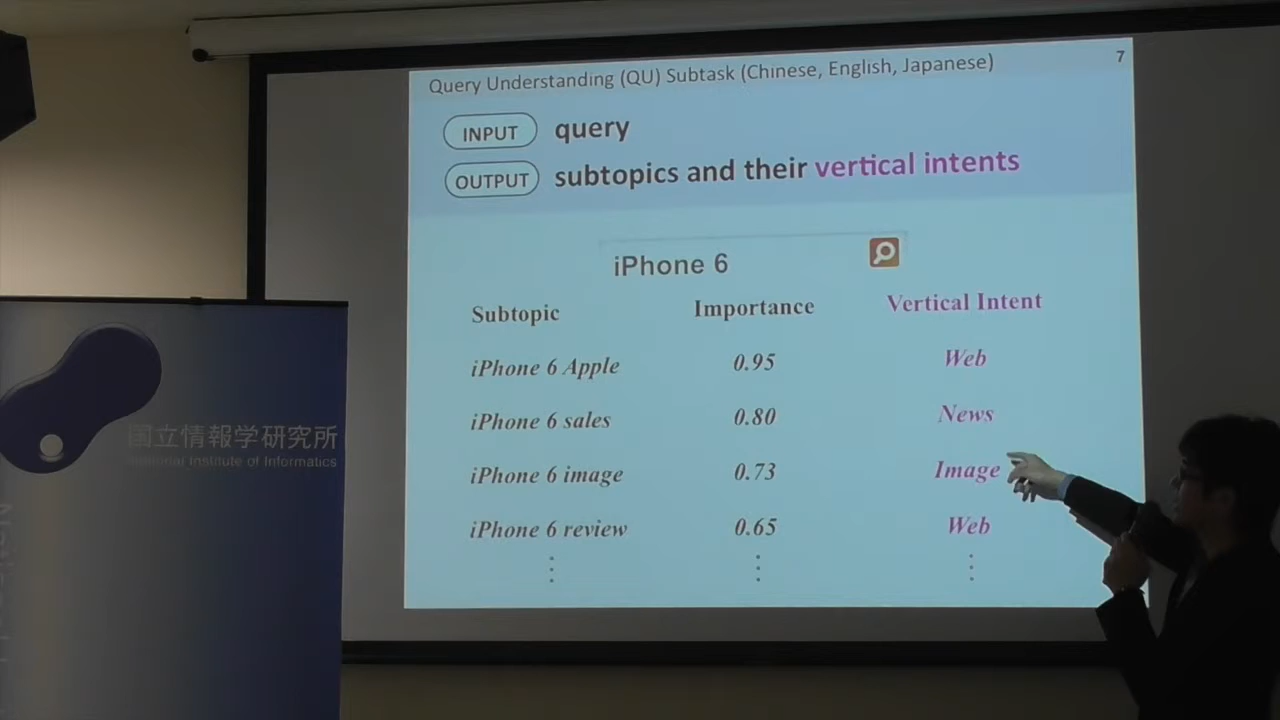 Query Understanding (QU) Subtask (Chinese, English, Japanese)
7
INPUT query
OUTPUT subtopics and their vertical intents
iPhone 6
Subtopic Importance Vertical Intent
iPhone 6 Apple 0.95 Web
iPhone 6 sales 0.80 News
iPhone 6 image 0.73 Image
iPhone 6 review 0.65 Web
国立情報学研究所
National Institute of Informatics